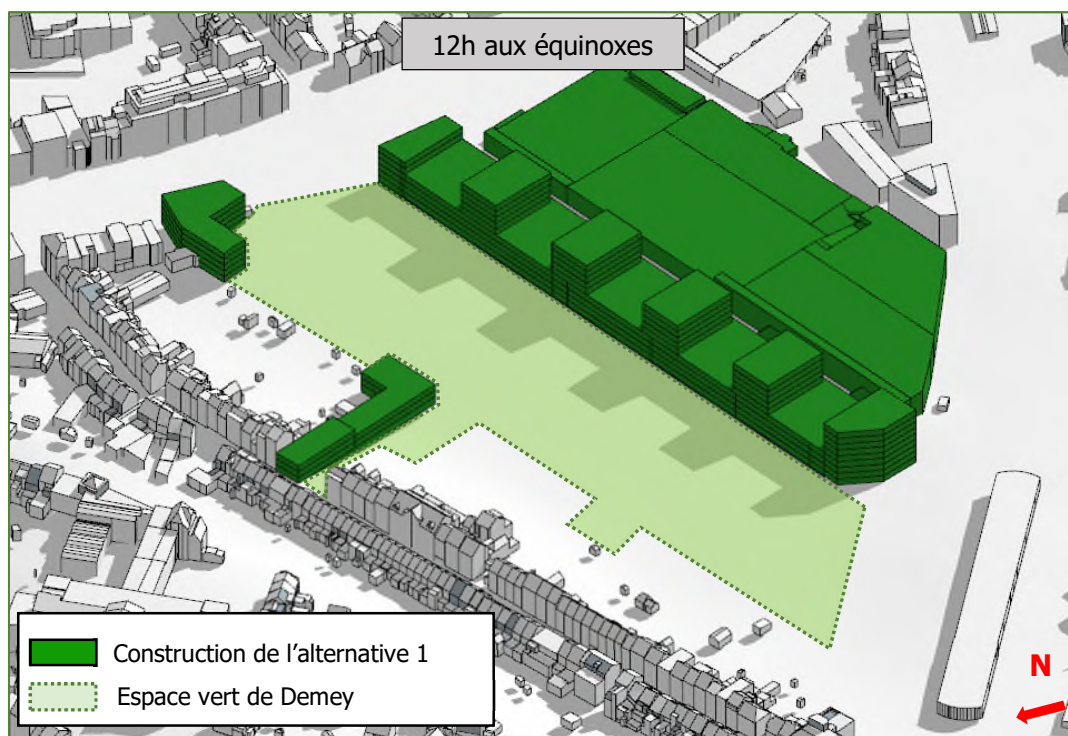 12h aux équinoxes
Construction de l'alternative 1
Espace vert de Demey
N